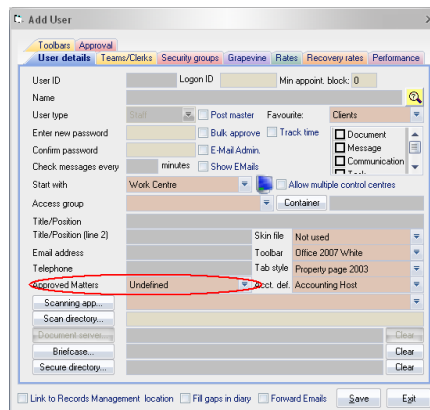 Add User
Toolbars Approval
User details Teams/Clerks Security groups Grapevine Rates Recovery rates Performance
User ID Logon ID Min appoint. block: 0
Name
User type Staff Post master Favourite: Clients
Enter new password Bulk approve Track time Document
Confirm password E-Mail Admin. Message
Check messages every minutes Show EMails Communication
Start with Work Centre Allow multiple control centres
Access group Container
Title/Position
Title/Position (line 2) Skin file Not used
Email address Toolbar Office 2007 White
Telephone Tab style Property page 2003
Approved Matters Undefined Acct. def. Accounting Host
Scanning app...
Scan directory...
Document server... Clear
Briefcase... Clear
Secure directory... Clear
Link to Records Management location Fill gaps in diary Forward Emails Save Exit